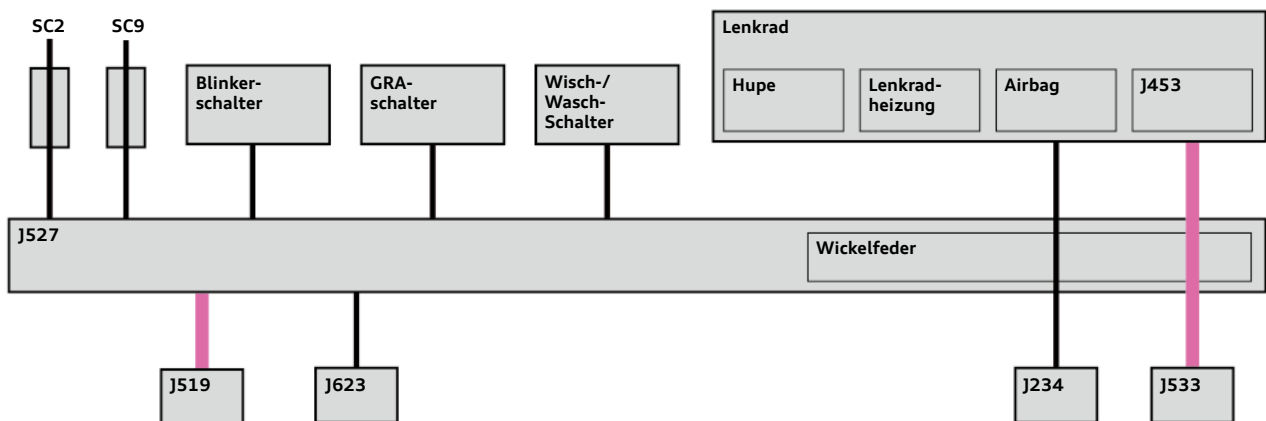 SC2
SC9
Blinker-
schalter
GRA-
schalter
Wisch-/
Wasch-
Schalter
Lenkrad
Hupe
Lenkrad-
heizung
Airbag
J453
J527
Wickelfeder
J519
J623
J234
J533